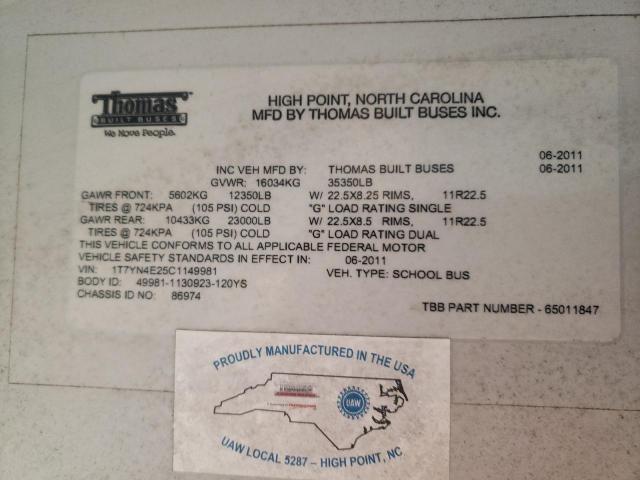 Thomas
BUILT BUSES
We Move People.
HIGH POINT, NORTH CAROLINA
MFD BY THOMAS BUILT BUSES INC.
06-2011
INC VEH MFD BY: THOMAS BUILT BUSES 06-2011
GVWR: 16034KG 35350LB
GAWR FRONT: 5602KG 12350LB W/ 22.5X8.25 RIMS, 11R22.5
TIRES @ 724KPA (105 PSI) COLD "G" LOAD RATING SINGLE
GAWR REAR: 10433KG 23000LB W/ 22.5X8.5 RIMS, 11R22.5
TIRES @ 724KPA (105 PSI) COLD "G" LOAD RATING DUAL
THIS VEHICLE CONFORMS TO ALL APPLICABLE FEDERAL MOTOR
VEHICLE SAFETY STANDARDS IN EFFECT IN: 06-2011
VIN: 1T7YN4E25C1149981 VEH. TYPE: SCHOOL BUS
BODY ID: 49981-1130923-120YS
CHASSIS ID NO: 86974
TBB PART NUMBER - 65011847
PROUDLY MANUFACTURED IN THE USA
UAW
UAW LOCAL 5287 – HIGH POINT, NC